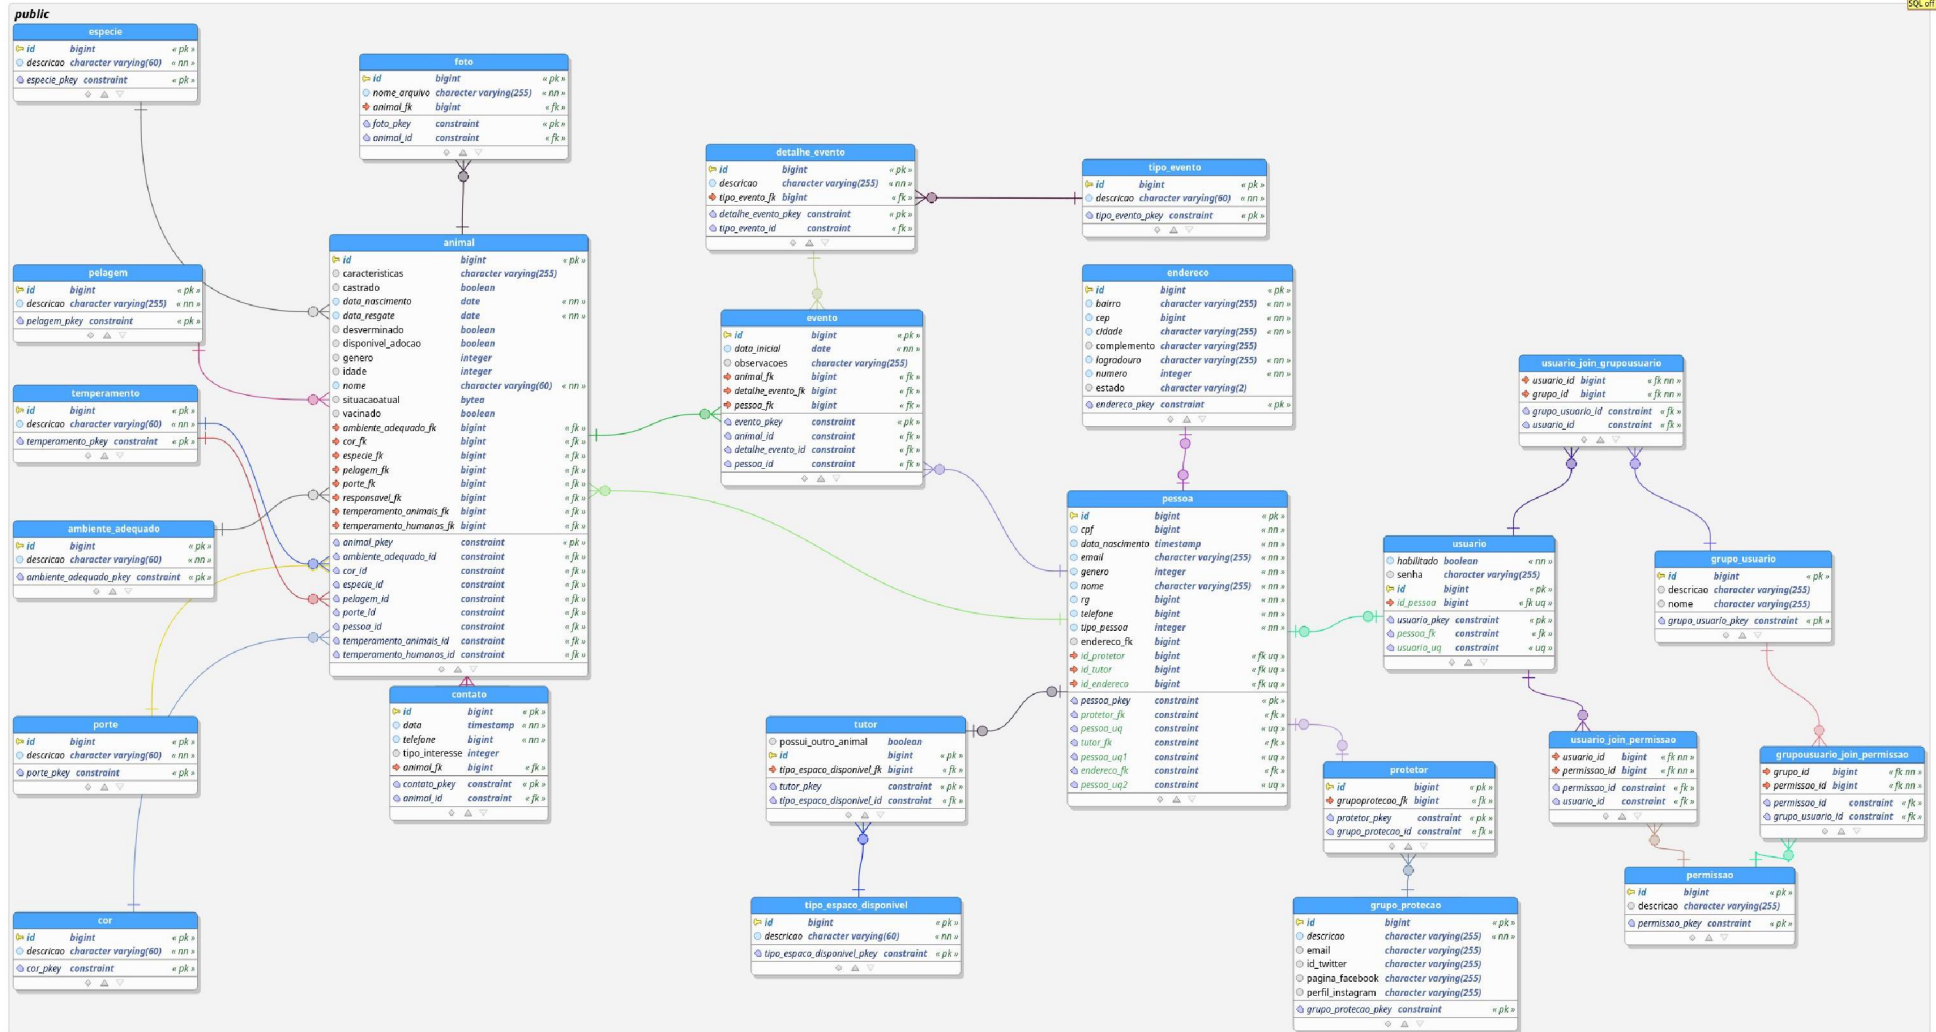 public
SQL off
especie
id bigint « pk »
descricao character varying(60) « nn »
especie_pkey constraint « pk »
foto
id bigint « pk »
nome_arquivo character varying(255) « nn »
animal_fk bigint « fk »
foto_pkey constraint « pk »
animal_id constraint « fk »
detalhe_evento
id bigint « pk »
descricao character varying(255) « nn »
tipo_evento_fk bigint « fk »
detalhe_evento_pkey constraint « pk »
tipo_evento_id constraint « fk »
tipo_evento
id bigint « pk »
descricao character varying(60) « nn »
tipo_evento_pkey constraint « pk »
pelagem
id bigint « pk »
descricao character varying(255) « nn »
pelagem_pkey constraint « pk »
animal
id bigint « pk »
caracteristicas character varying(255)
castrado boolean
data_nascimento date « nn »
data_resgate date « nn »
desverminado boolean
disponivel_adocao boolean
genero integer
idade integer
nome character varying(60) « nn »
situacaoatual bytea
vacinado boolean
ambiente_adequado_fk bigint « fk »
cor_fk bigint « fk »
especie_fk bigint « fk »
pelagem_fk bigint « fk »
porte_fk bigint « fk »
responsavel_fk bigint « fk »
temperamento_animais_fk bigint « fk »
temperamento_humanos_fk bigint « fk »
animal_pkey constraint « pk »
ambiente_adequado_id constraint « fk »
cor_id constraint « fk »
especie_id constraint « fk »
pelagem_id constraint « fk »
porte_id constraint « fk »
pessoa_id constraint « fk »
temperamento_animais_id constraint « fk »
temperamento_humanos_id constraint « fk »
evento
id bigint « pk »
data_inicial date « nn »
observacoes character varying(255)
animal_fk bigint « fk »
detalhe_evento_fk bigint « fk »
pessoa_fk bigint « fk »
evento_pkey constraint « pk »
animal_id constraint « fk »
detalhe_evento_id constraint « fk »
pessoa_id constraint « fk »
endereco
id bigint « pk »
bairro character varying(255) « nn »
cep bigint « nn »
cidade character varying(255) « nn »
complemento character varying(255)
logradouro character varying(255) « nn »
numero integer « nn »
estado character varying(2)
endereco_pkey constraint « pk »
temperamento
id bigint « pk »
descricao character varying(60) « nn »
temperamento_pkey constraint « pk »
usuario_join_grupousuario
usuario_id bigint « fk nn »
grupo_id bigint « fk nn »
grupo_usuario_id constraint « fk »
usuario_id constraint « fk »
ambiente_adequado
id bigint « pk »
descricao character varying(60) « nn »
ambiente_adequado_pkey constraint « pk »
pessoa
id bigint « pk »
cpf bigint « nn »
data_nascimento timestamp « nn »
email character varying(255) « nn »
genero integer « nn »
nome character varying(255) « nn »
rg bigint « nn »
telefone bigint « nn »
tipo_pessoa integer « nn »
endereco_fk bigint
id_protetor bigint « fk uq »
id_tutor bigint « fk uq »
id_endereco bigint « fk uq »
pessoa_pkey constraint « pk »
protetor_fk constraint « fk »
pessoa_uq constraint « uq »
tutor_fk constraint « fk »
pessoa_uq1 constraint « uq »
endereco_fk constraint « fk »
pessoa_uq2 constraint « uq »
usuario
habilitado boolean « nn »
senha character varying(255)
id bigint « pk »
id_pessoa bigint « fk uq »
usuario_pkey constraint « pk »
pessoa_fk constraint « fk »
usuario_uq constraint « uq »
grupo_usuario
id bigint « pk »
descricao character varying(255)
nome character varying(255)
grupo_usuario_pkey constraint « pk »
contato
id bigint « pk »
data timestamp « nn »
telefone bigint « nn »
tipo_interesse integer
animal_fk bigint « fk »
contato_pkey constraint « pk »
animal_id constraint « fk »
porte
id bigint « pk »
descricao character varying(60) « nn »
porte_pkey constraint « pk »
tutor
possui_outro_animal boolean
id bigint « pk »
tipo_espaco_disponivel_fk bigint « fk »
tutor_pkey constraint « pk »
tipo_espaco_disponivel_id constraint « fk »
usuario_join_permissao
usuario_id bigint « fk nn »
permissao_id bigint « fk nn »
permissao_id constraint « fk »
usuario_id constraint « fk »
grupousuario_join_permissao
grupo_id bigint « fk nn »
permissao_id bigint « fk nn »
permissao_id constraint « fk »
grupo_usuario_id constraint « fk »
protetor
id bigint « pk »
grupoprotecao_fk bigint « fk »
protetor_pkey constraint « pk »
grupo_protecao_id constraint « fk »
permissao
id bigint « pk »
descricao character varying(255)
permissao_pkey constraint « pk »
cor
id bigint « pk »
descricao character varying(60) « nn »
cor_pkey constraint « pk »
tipo_espaco_disponivel
id bigint « pk »
descricao character varying(60) « nn »
tipo_espaco_disponivel_pkey constraint « pk »
grupo_protecao
id bigint « pk »
descricao character varying(255) « nn »
email character varying(255)
id_twitter character varying(255)
pagina_facebook character varying(255)
perfil_instagram character varying(255)
grupo_protecao_pkey constraint « pk »